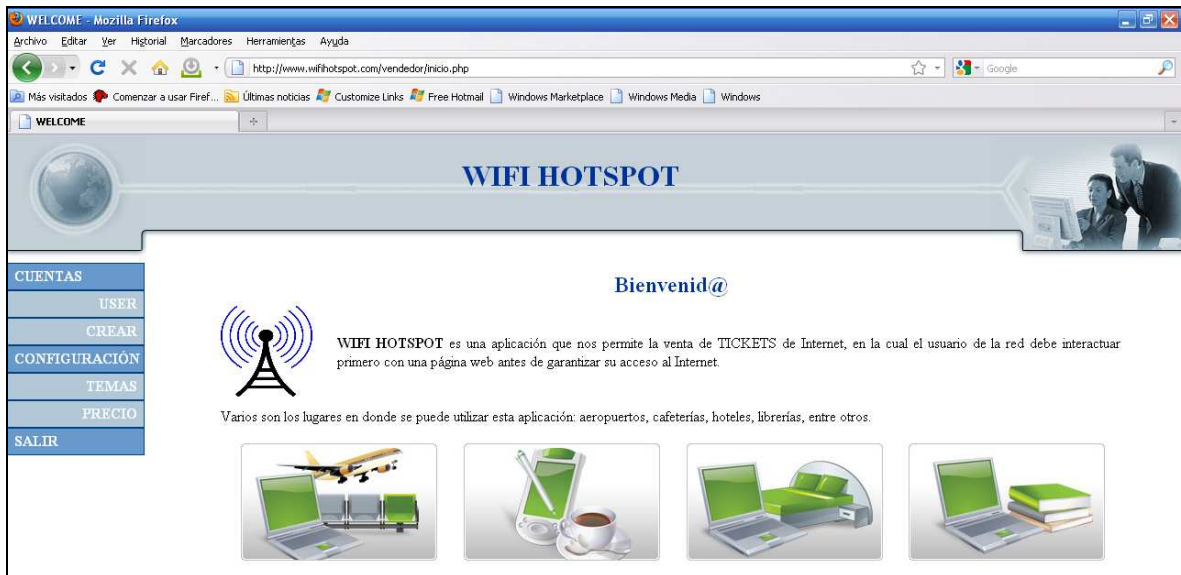 WELCOME - Mozilla Firefox
Archivo Editar Ver Historial Marcadores Herramientas Ayuda
http://www.wifihotspot.com/vendedor/inicio.php Google
Más visitados Comenzar a usar Firef... Últimas noticias Customize Links Free Hotmail Windows Marketplace Windows Media Windows
WELCOME
WIFI HOTSPOT
CUENTAS
USER
CREAR
CONFIGURACIÓN
TEMAS
PRECIO
SALIR
Bienvenid@
WIFI HOTSPOT es una aplicación que nos permite la venta de TICKETS de Internet, en la cual el usuario de la red debe interactuar
primero con una página web antes de garantizar su acceso al Internet.
Varios son los lugares en donde se puede utilizar esta aplicación: aeropuertos, cafeterías, hoteles, librerías, entre otros.